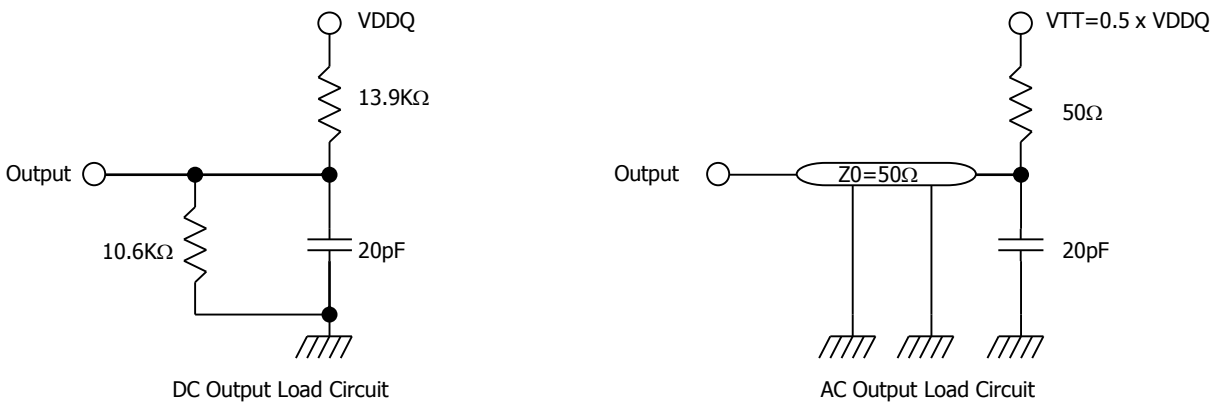 VDDQ
13.9KΩ
Output
10.6KΩ
20pF
DC Output Load Circuit
VTT=0.5 x VDDQ
50Ω
Output
Z0=50Ω
20pF
AC Output Load Circuit